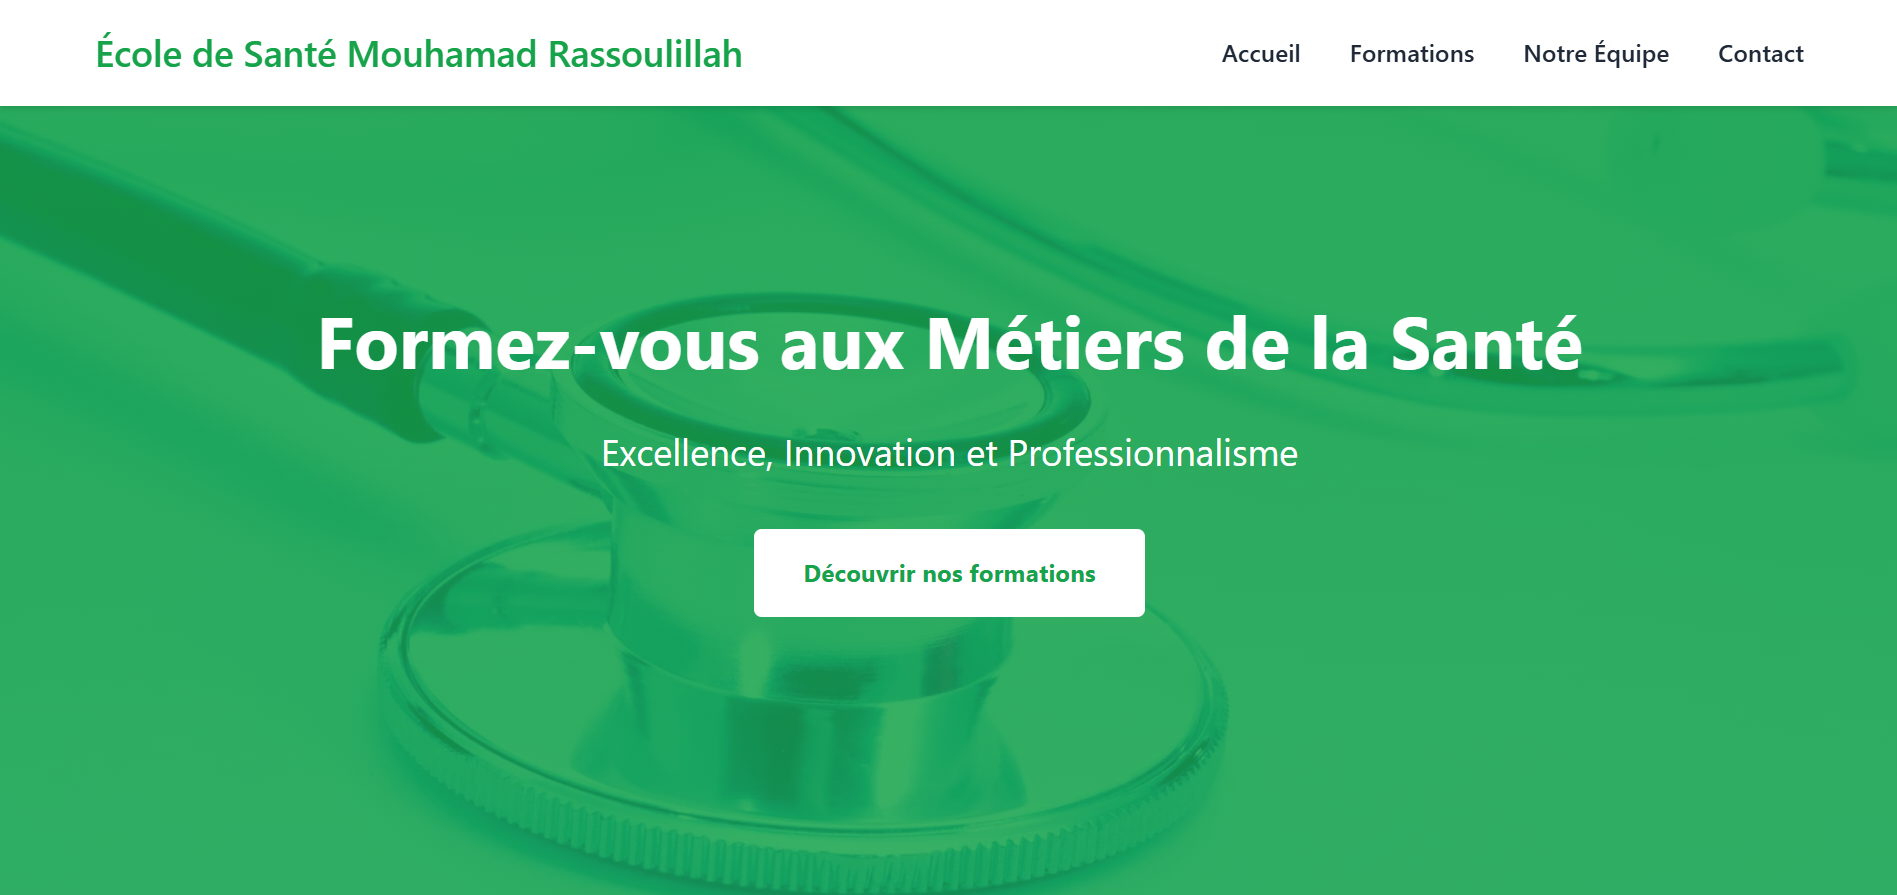 École de Santé Mouhamad Rassoulillah
Accueil
Formations
Notre Équipe
Contact
Formez-vous aux Métiers de la Santé
Excellence, Innovation et Professionnalisme
Découvrir nos formations